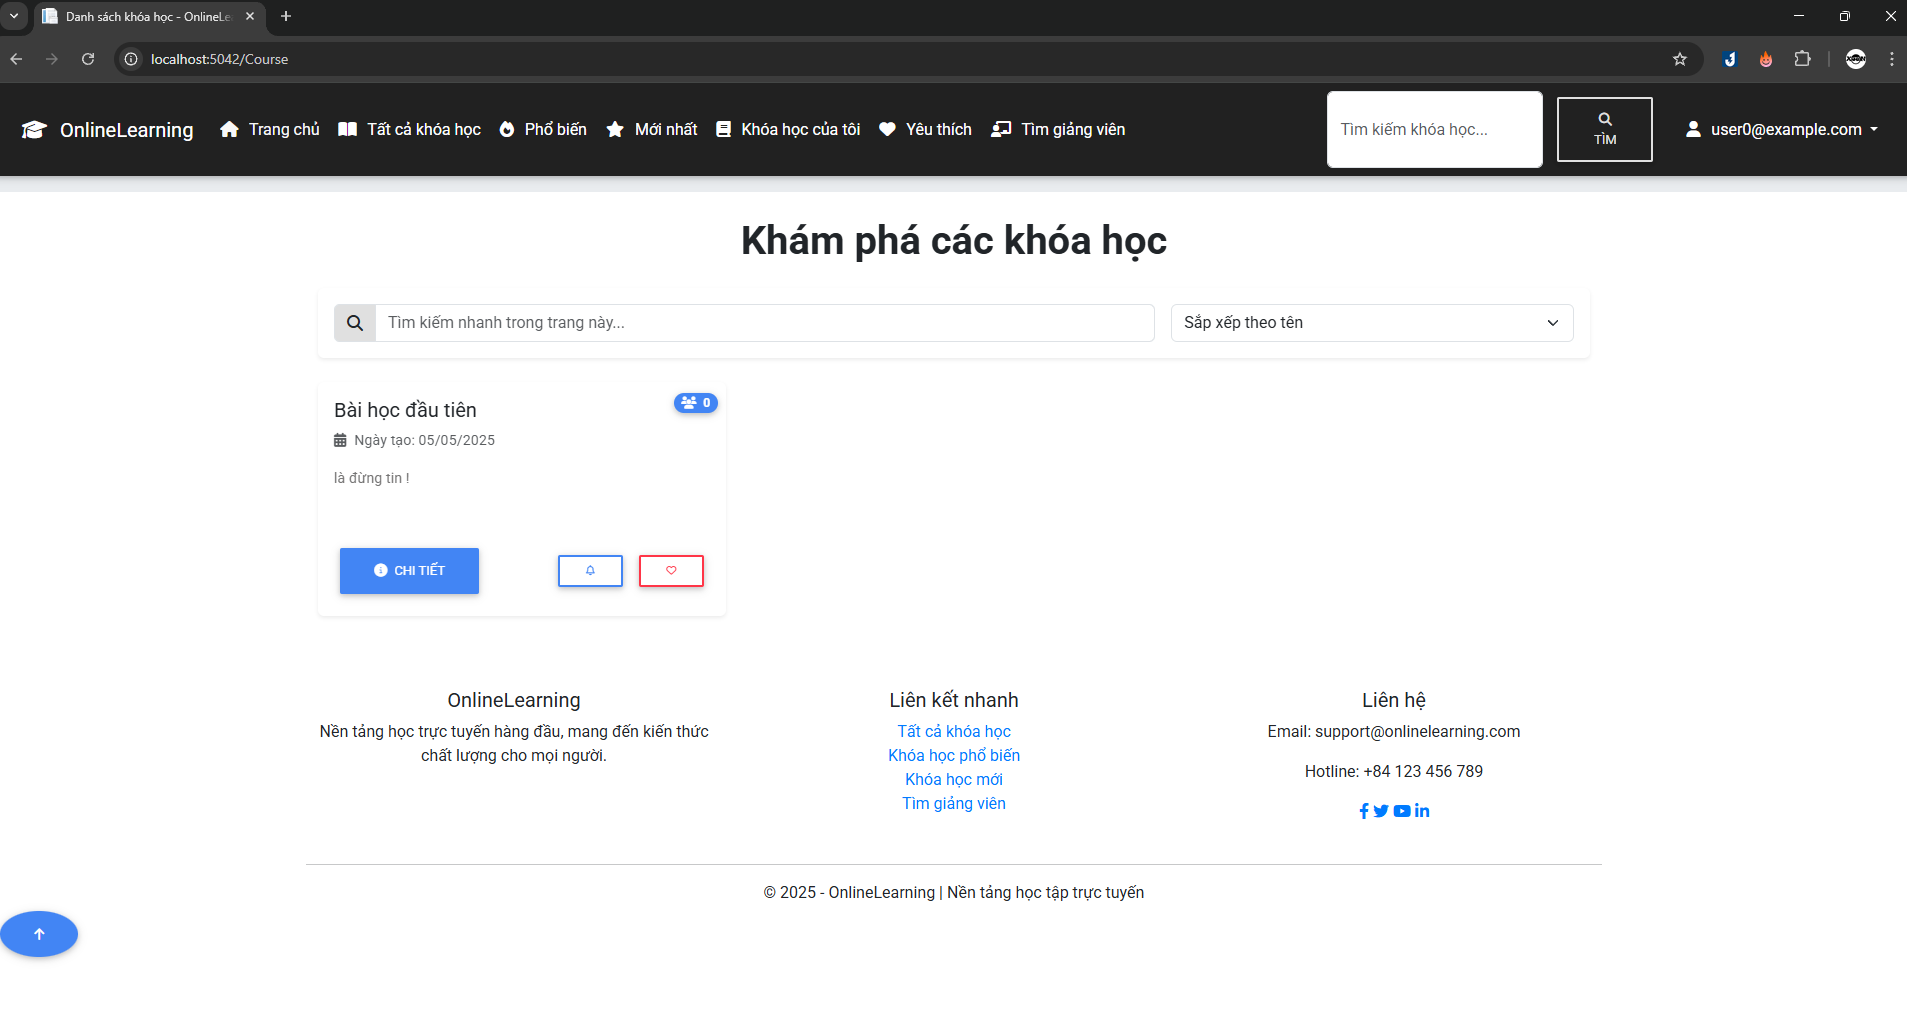 Danh sách khóa học - OnlineLe
localhost:5042/Course
OnlineLearning
Trang chủ
Tất cả khóa học
Phổ biến
Mới nhất
Khóa học của tôi
Yêu thích
Tìm giảng viên
Tìm kiếm khóa học...
TÌM
user0@example.com
Khám phá các khóa học
Tìm kiếm nhanh trong trang này...
Sắp xếp theo tên
Bài học đầu tiên
0
Ngày tạo: 05/05/2025
là đừng tin !
CHI TIẾT
OnlineLearning
Nền tảng học trực tuyến hàng đầu, mang đến kiến thức
chất lượng cho mọi người.
Liên kết nhanh
Tất cả khóa học
Khóa học phổ biến
Khóa học mới
Tìm giảng viên
Liên hệ
Email: support@onlinelearning.com
Hotline: +84 123 456 789
© 2025 - OnlineLearning | Nền tảng học tập trực tuyến